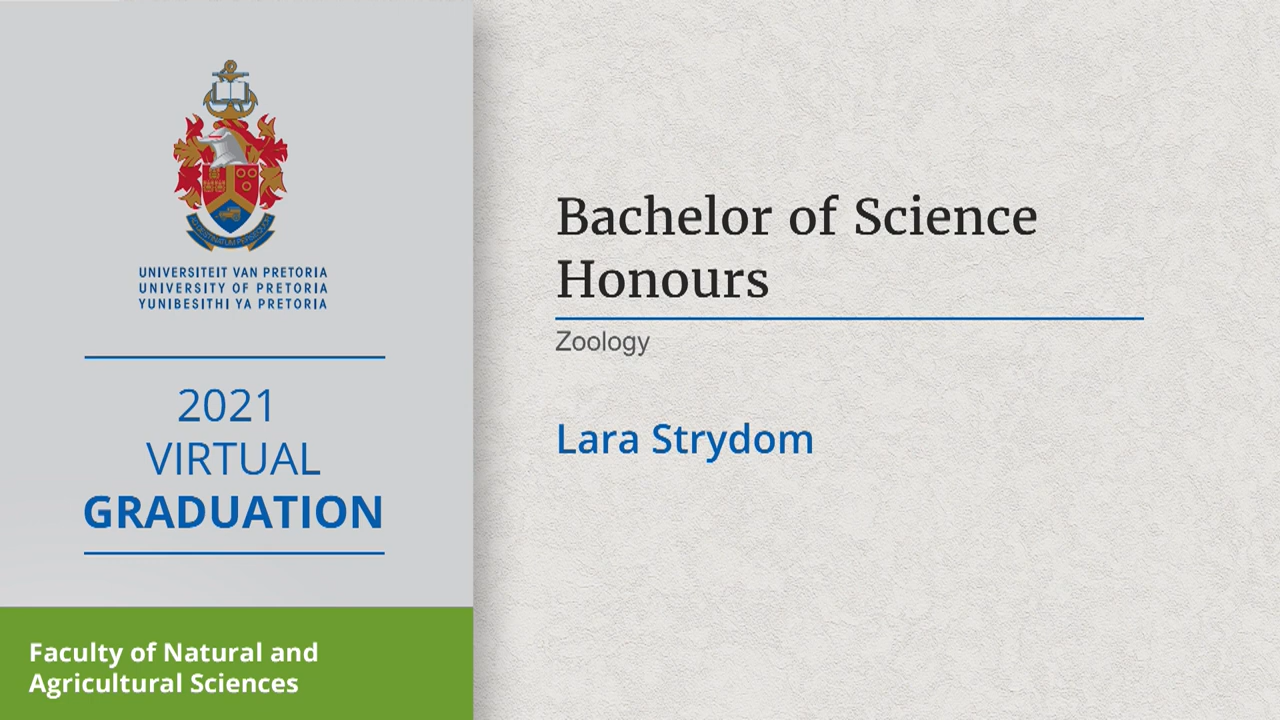 UNIVERSITEIT VAN PRETORIA
UNIVERSITY OF PRETORIA
YUNIBESITHI YA PRETORIA
2021
VIRTUAL
GRADUATION
Faculty of Natural and
Agricultural Sciences
Bachelor of Science
Honours
Zoology
Lara Strydom